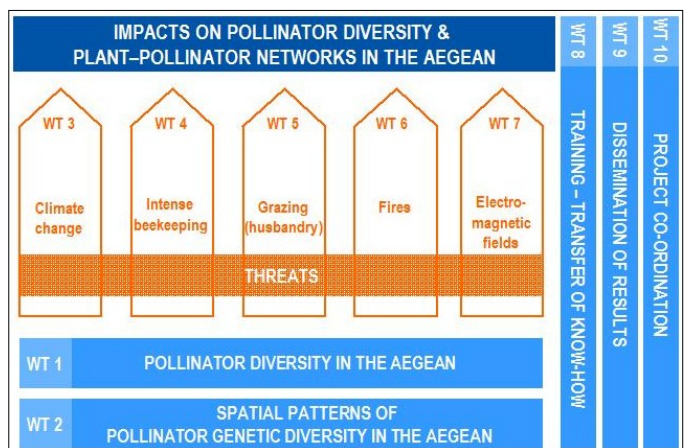 IMPACTS ON POLLINATOR DIVERSITY &
PLANT–POLLINATOR NETWORKS IN THE AEGEAN
WT 3
Climate
change
WT 4
Intense
beekeeping
WT 5
Grazing
(husbandry)
WT 6
Fires
WT 7
Electro-
magnetic
fields
THREATS
WT 1
POLLINATOR DIVERSITY IN THE AEGEAN
WT 2
SPATIAL PATTERNS OF
POLLINATOR GENETIC DIVERSITY IN THE AEGEAN
WT 8
TRAINING – TRANSFER OF KNOW-HOW
WT 9
DISSEMINATION OF RESULTS
WT 10
PROJECT CO-ORDINATION